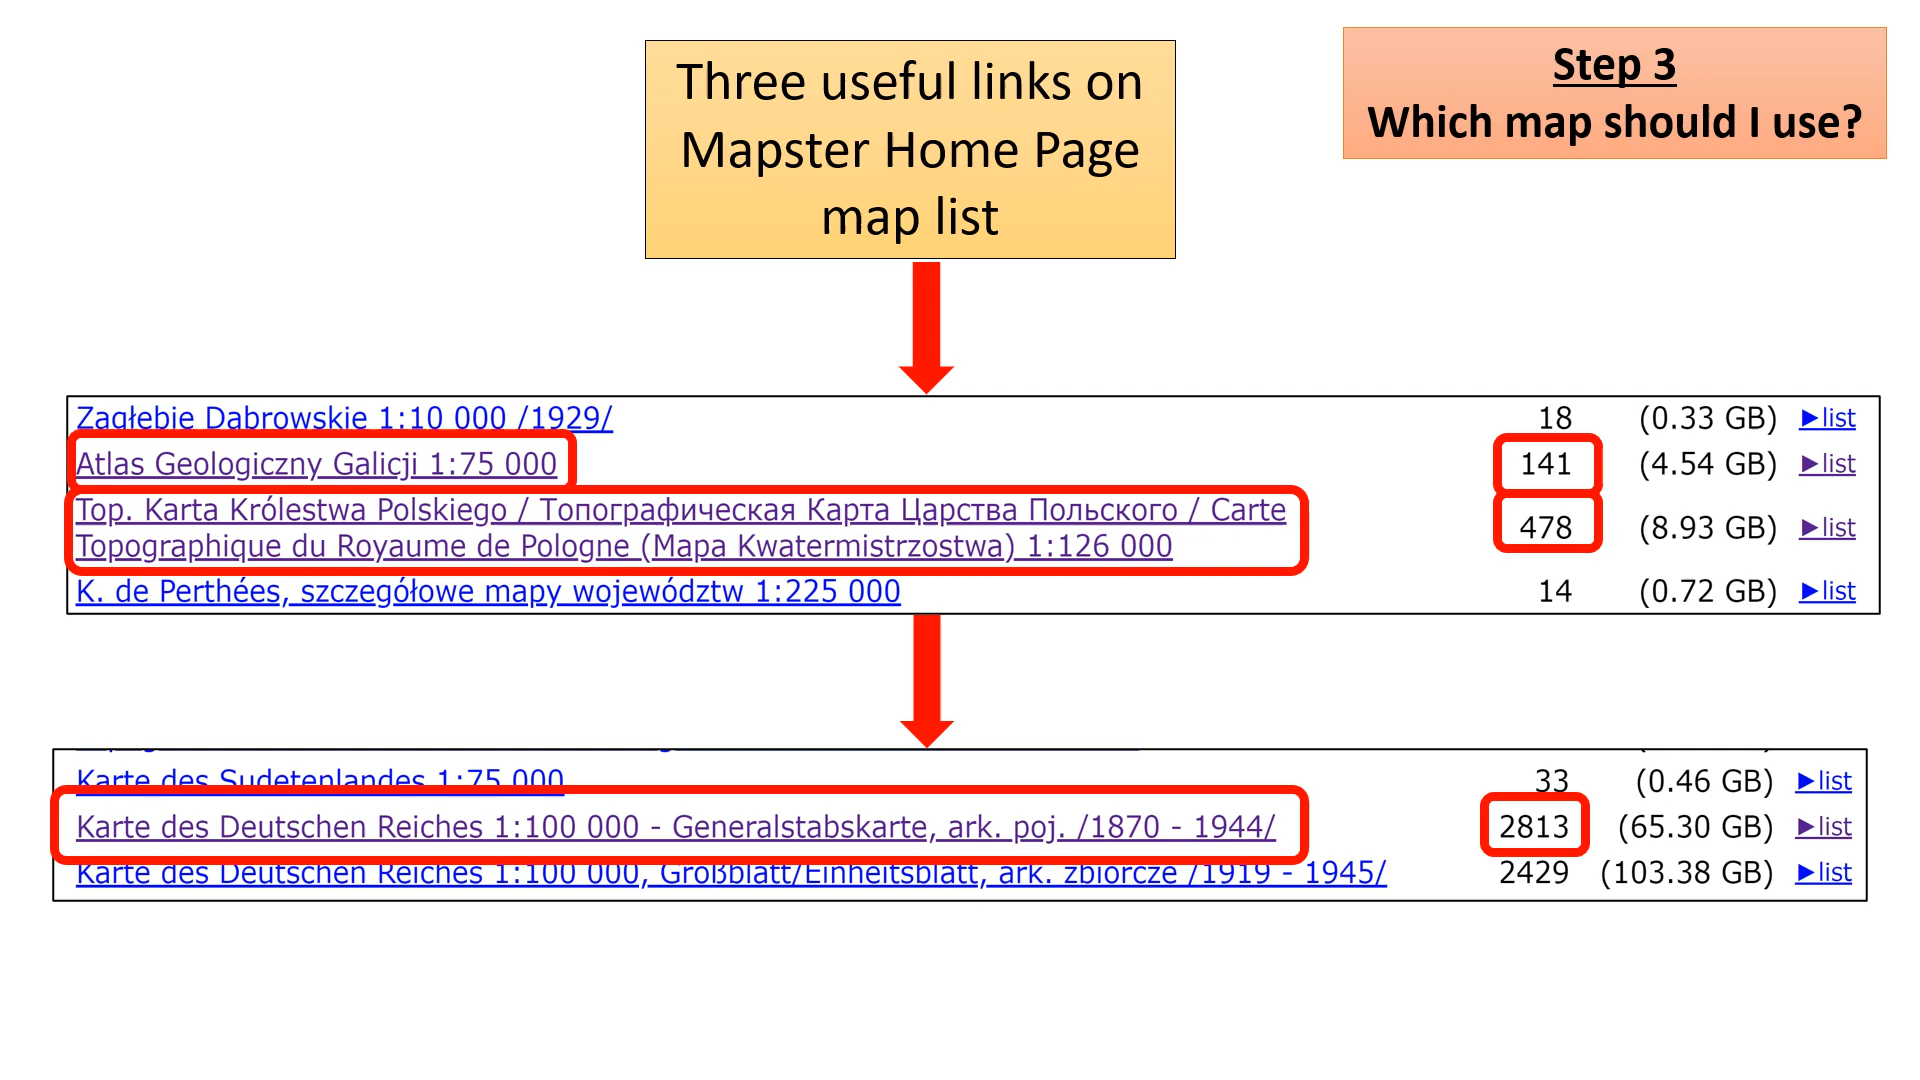 Three useful links on
Mapster Home Page
map list
Step 3
Which map should I use?
Zagłębie Dąbrowskie 1:10 000 /1929/ 18 (0.33 GB) ►list
Atlas Geologiczny Galicji 1:75 000 141 (4.54 GB) ►list
Top. Karta Królestwa Polskiego / Топографическая Карта Царства Польского / Carte
Topographique du Royaume de Pologne (Mapa Kwatermistrzostwa) 1:126 000 478 (8.93 GB) ►list
K. de Perthées, szczegółowe mapy województw 1:225 000 14 (0.72 GB) ►list
Karte des Sudetenlandes 1:75 000 33 (0.46 GB) ►list
Karte des Deutschen Reiches 1:100 000 - Generalstabskarte, ark. poj. /1870 - 1944/ 2813 (65.30 GB) ►list
Karte des Deutschen Reiches 1:100 000, Großblatt/Einheitsblatt, ark. zbiorcze /1919 - 1945/ 2429 (103.38 GB) ►list